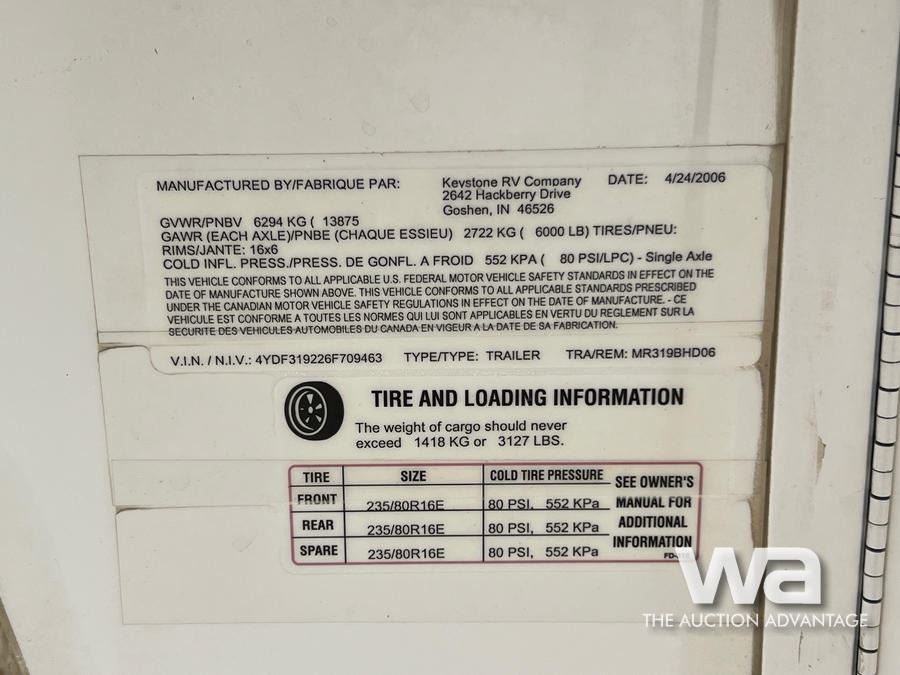 MANUFACTURED BY/FABRIQUE PAR: Keystone RV Company DATE: 4/24/2006
2642 Hackberry Drive
Goshen, IN 46526
GVWR/PNBV 6294 KG ( 13875
GAWR (EACH AXLE)/PNBE (CHAQUE ESSIEU) 2722 KG ( 6000 LB) TIRES/PNEU:
RIMS/JANTE: 16x6
COLD INFL. PRESS./PRESS. DE GONFL. A FROID 552 KPA ( 80 PSI/LPC) - Single Axle
THIS VEHICLE CONFORMS TO ALL APPLICABLE U.S. FEDERAL MOTOR VEHICLE SAFETY STANDARDS IN EFFECT ON THE
DATE OF MANUFACTURE SHOWN ABOVE. THIS VEHICLE CONFORMS TO ALL APPLICABLE STANDARDS PRESCRIBED
UNDER THE CANADIAN MOTOR VEHICLE SAFETY REGULATIONS IN EFFECT ON THE DATE OF MANUFACTURE. - CE
VEHICULE EST CONFORME A TOUTES LES NORMES QUI LUI SONT APPLICABLES EN VERTU DU REGLEMENT SUR LA
SECURITE DES VEHICULES AUTOMOBILES DU CANADA EN VIGEUR A LA DATE DE SA FABRICATION.
V.I.N. / N.I.V.: 4YDF319226F709463 TYPE/TYPE: TRAILER TRA/REM: MR319BHD06
TIRE AND LOADING INFORMATION
The weight of cargo should never
exceed 1418 KG or 3127 LBS.
TIRE SIZE COLD TIRE PRESSURE
FRONT 235/80R16E 80 PSI, 552 KPa
REAR 235/80R16E 80 PSI, 552 KPa
SPARE 235/80R16E 80 PSI, 552 KPa
SEE OWNER'S
MANUAL FOR
ADDITIONAL
INFORMATION
wa
THE AUCTION ADVANTAGE